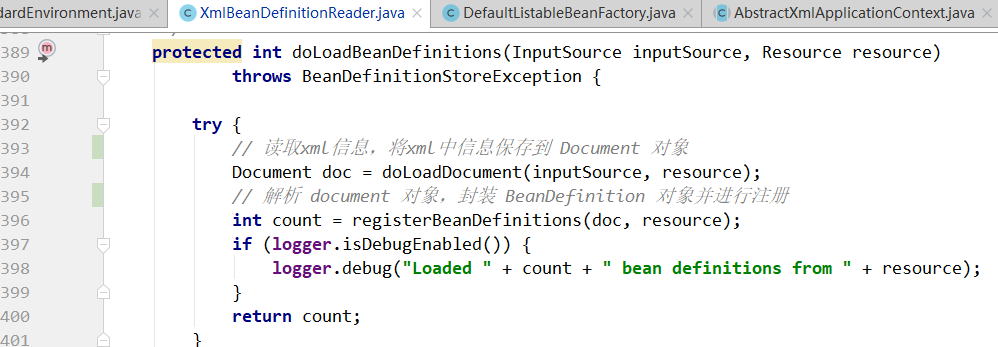 dardEnvironment.java × XmlBeanDefinitionReader.java × DefaultListableBeanFactory.java × AbstractXmlApplicationContext.java ×
389 protected int doLoadBeanDefinitions(InputSource inputSource, Resource resource)
390 throws BeanDefinitionStoreException {
391
392 try {
393 // 读取xml信息，将xml中信息保存到 Document 对象
394 Document doc = doLoadDocument(inputSource, resource);
395 // 解析 document 对象，封装 BeanDefinition 对象并进行注册
396 int count = registerBeanDefinitions(doc, resource);
397 if (logger.isDebugEnabled()) {
398 logger.debug("Loaded " + count + " bean definitions from " + resource);
399 }
400 return count;
401 }